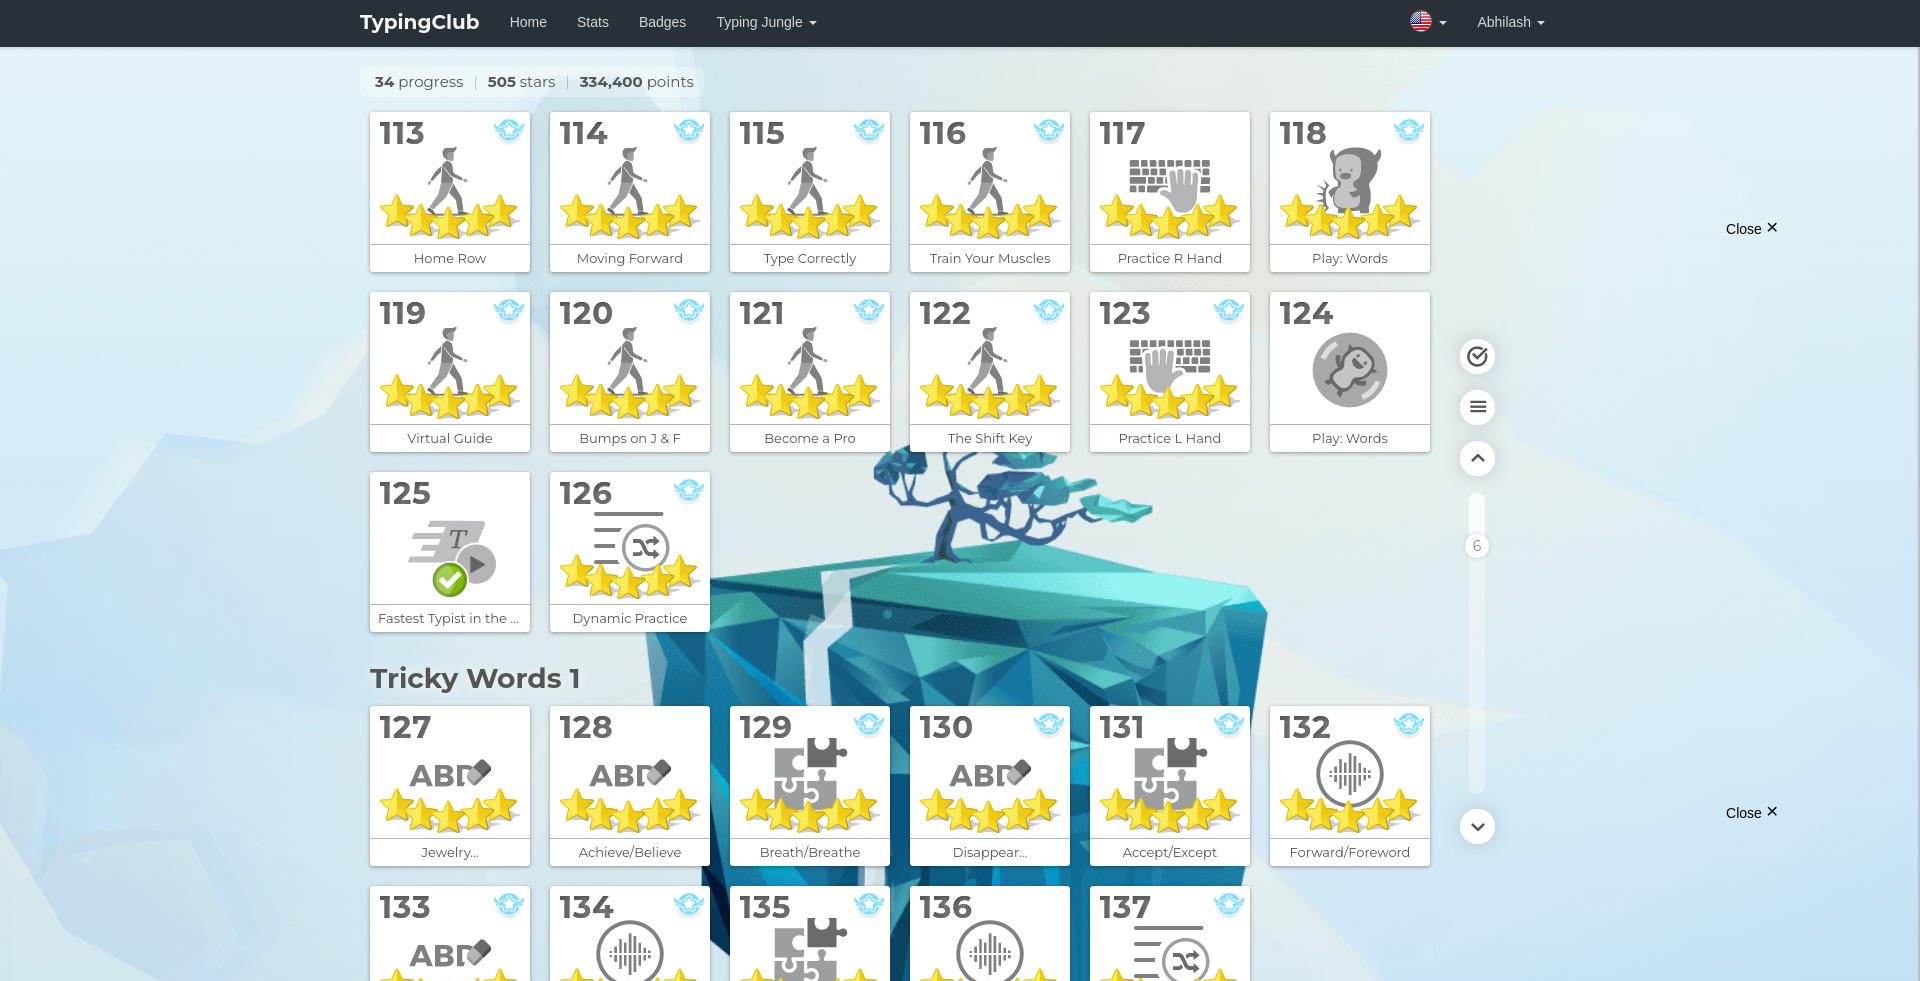 TypingClub Home Stats Badges Typing Jungle Abhilash
34 progress 505 stars 334,400 points
113 114 115 116 117 118
Home Row Moving Forward Type Correctly Train Your Muscles Practice R Hand Play: Words
Close ✕
119 120 121 122 123 124
Virtual Guide Bumps on J & F Become a Pro The Shift Key Practice L Hand Play: Words
125 126
T
6
Fastest Typist in the ... Dynamic Practice
Tricky Words 1
127 128 129 130 131 132
ABD ABD ABD
Close ✕
Jewelry... Achieve/Believe Breath/Breathe Disappear... Accept/Except Forward/Foreword
133 134 135 136 137
ABD